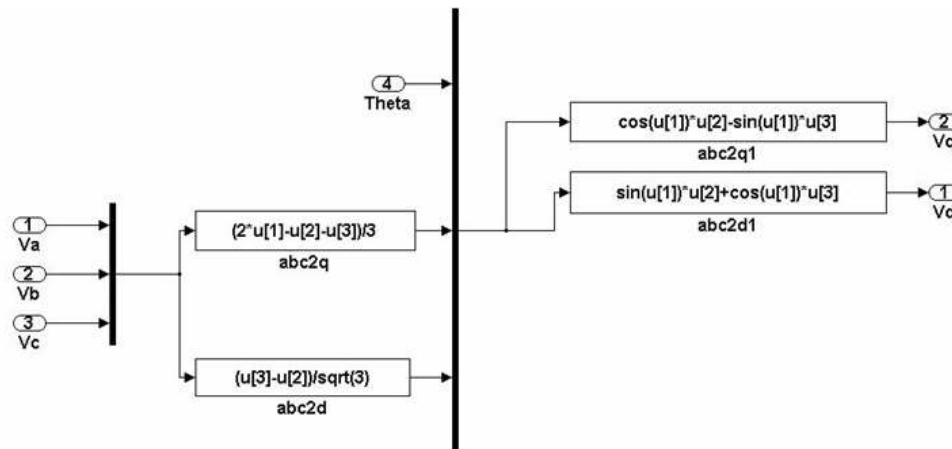 4
Theta
cos(u[1])*u[2]-sin(u[1])*u[3]
abc2q1
2
sin(u[1])*u[2]+cos(u[1])*u[3]
abc2d1
1
1
Va
(2*u[1]-u[2]-u[3])/3
abc2q
2
Vb
3
Vc
(u[3]-u[2])/sqrt(3)
abc2d